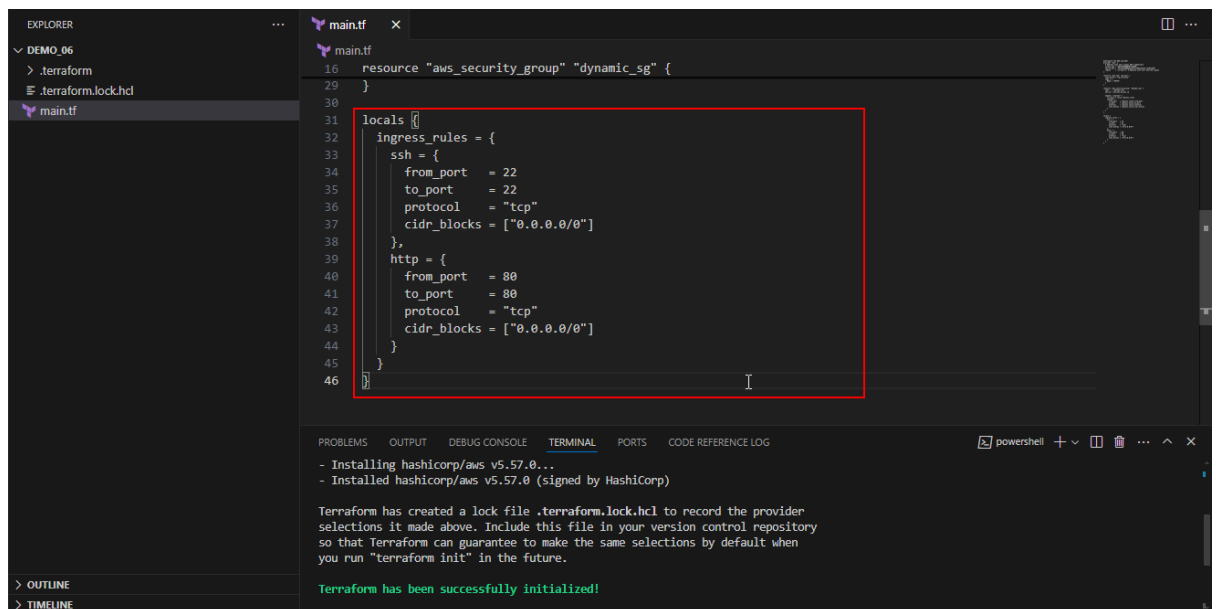 EXPLORER
DEMO_06
.terraform
.terraform.lock.hcl
main.tf
OUTLINE
TIMELINE
main.tf
main.tf
16 resource "aws_security_group" "dynamic_sg" {
29 }
30
31 locals {
32   ingress_rules = {
33     ssh = {
34       from_port   = 22
35       to_port     = 22
36       protocol    = "tcp"
37       cidr_blocks = ["0.0.0.0/0"]
38     },
39     http = {
40       from_port   = 80
41       to_port     = 80
42       protocol    = "tcp"
43       cidr_blocks = ["0.0.0.0/0"]
44     }
45   }
46 }
PROBLEMS OUTPUT DEBUG CONSOLE TERMINAL PORTS CODE REFERENCE LOG powershell
- Installing hashicorp/aws v5.57.0...
- Installed hashicorp/aws v5.57.0 (signed by HashiCorp)
Terraform has created a lock file .terraform.lock.hcl to record the provider
selections it made above. Include this file in your version control repository
so that Terraform can guarantee to make the same selections by default when
you run "terraform init" in the future.
Terraform has been successfully initialized!